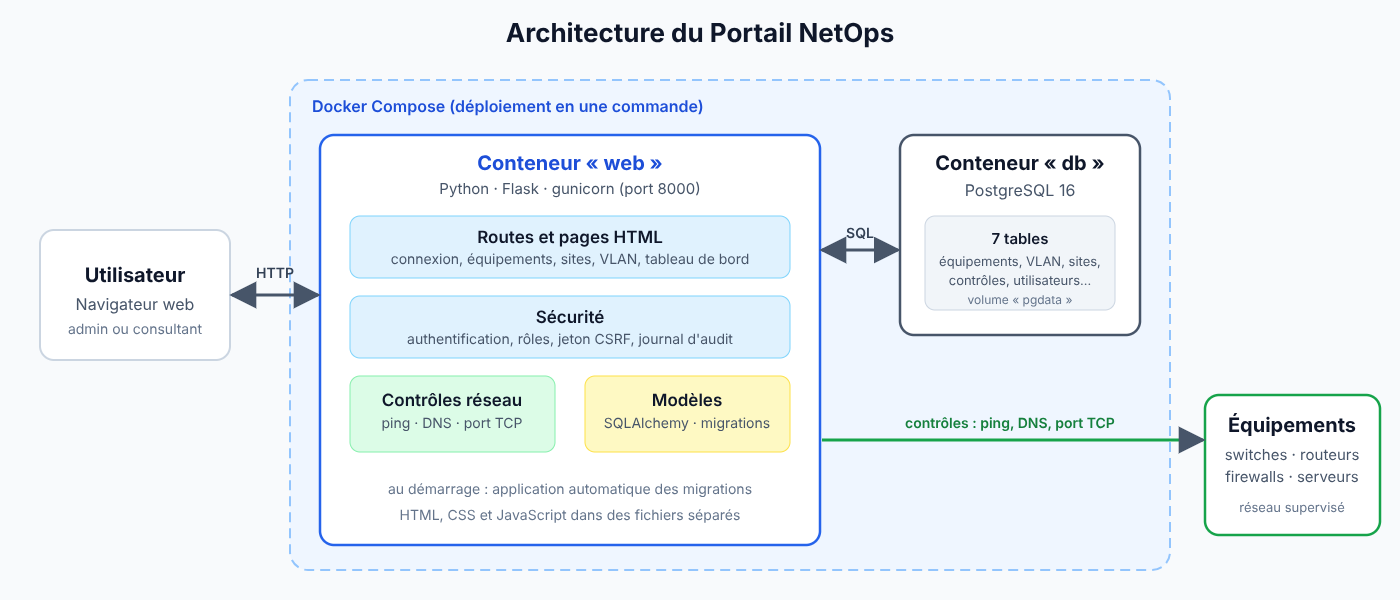 Architecture du Portail NetOps
Docker Compose (déploiement en une commande)
Utilisateur
Navigateur web
admin ou consultant
HTTP
Conteneur « web »
Python · Flask · gunicorn (port 8000)
Routes et pages HTML
connexion, équipements, sites, VLAN, tableau de bord
Sécurité
authentification, rôles, jeton CSRF, journal d'audit
Contrôles réseau
ping · DNS · port TCP
Modèles
SQLAlchemy · migrations
au démarrage : application automatique des migrations
HTML, CSS et JavaScript dans des fichiers séparés
SQL
Conteneur « db »
PostgreSQL 16
7 tables
équipements, VLAN, sites,
contrôles, utilisateurs...
volume « pgdata »
contrôles : ping, DNS, port TCP
Équipements
switches · routeurs
firewalls · serveurs
réseau supervisé